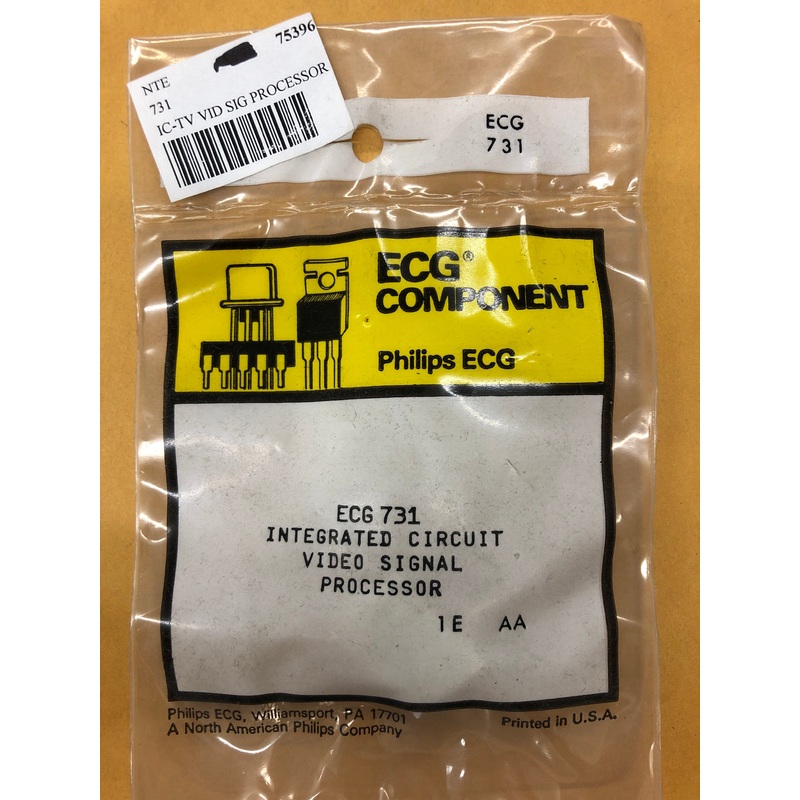 75396
NTE
731
IC-TV VID SIG PROCESSOR
ECG
731
ECG®
COMPONENT
Philips ECG
ECG 731
INTEGRATED CIRCUIT
VIDEO SIGNAL
PROCESSOR
1E AA
Philips ECG, Williamsport, PA 17701
A North American Philips Company
Printed in U.S.A.